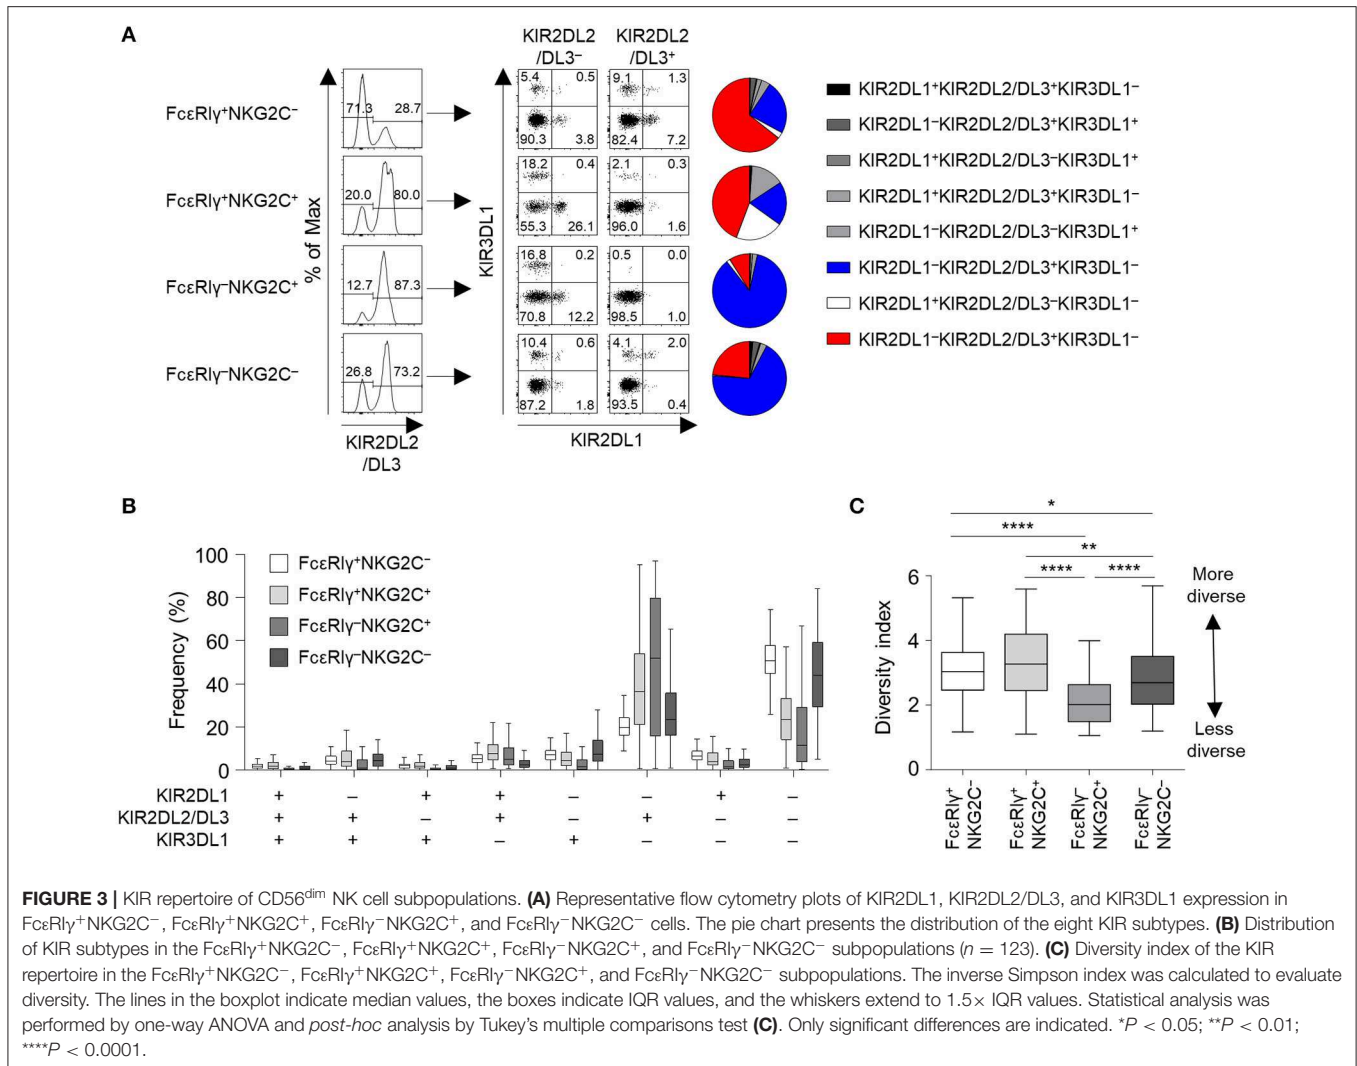 A
KIR2DL2
/DL3⁻
KIR2DL2
/DL3⁺
FcεRIγ⁺NKG2C⁻
71.3 28.7
5.4 0.5
90.3 3.8
9.1 1.3
82.4 7.2
FcεRIγ⁺NKG2C⁺
20.0 80.0
18.2 0.4
55.3 26.1
2.1 0.3
96.0 1.6
FcεRIγ⁻NKG2C⁺
12.7 87.3
16.8 0.2
70.8 12.2
0.5 0.0
98.5 1.0
FcεRIγ⁻NKG2C⁻
26.8 73.2
10.4 0.6
87.2 1.8
4.1 2.0
93.5 0.4
% of Max
KIR3DL1
KIR2DL2
/DL3
KIR2DL1
KIR2DL1⁺KIR2DL2/DL3⁺KIR3DL1⁻
KIR2DL1⁻KIR2DL2/DL3⁺KIR3DL1⁺
KIR2DL1⁺KIR2DL2/DL3⁻KIR3DL1⁺
KIR2DL1⁺KIR2DL2/DL3⁺KIR3DL1⁻
KIR2DL1⁻KIR2DL2/DL3⁻KIR3DL1⁺
KIR2DL1⁻KIR2DL2/DL3⁺KIR3DL1⁻
KIR2DL1⁺KIR2DL2/DL3⁻KIR3DL1⁻
KIR2DL1⁻KIR2DL2/DL3⁺KIR3DL1⁻
B
Frequency (%)
100
80
60
40
20
0
FcεRIγ⁺NKG2C⁻
FcεRIγ⁺NKG2C⁺
FcεRIγ⁻NKG2C⁺
FcεRIγ⁻NKG2C⁻
KIR2DL1 + − + + − − + −
KIR2DL2/DL3 + + − + − + − −
KIR3DL1 + + + − + − − −
C
*
****
**
**** ****
Diversity index
6
4
2
0
More
diverse
Less
diverse
FcεRIγ⁺
NKG2C⁻
FcεRIγ⁺
NKG2C⁺
FcεRIγ⁻
NKG2C⁺
FcεRIγ⁻
NKG2C⁻
FIGURE 3 | KIR repertoire of CD56ᵈⁱᵐ NK cell subpopulations. (A) Representative flow cytometry plots of KIR2DL1, KIR2DL2/DL3, and KIR3DL1 expression in
FcεRIγ⁺NKG2C⁻, FcεRIγ⁺NKG2C⁺, FcεRIγ⁻NKG2C⁺, and FcεRIγ⁻NKG2C⁻ cells. The pie chart presents the distribution of the eight KIR subtypes. (B) Distribution
of KIR subtypes in the FcεRIγ⁺NKG2C⁻, FcεRIγ⁺NKG2C⁺, FcεRIγ⁻NKG2C⁺, and FcεRIγ⁻NKG2C⁻ subpopulations (n = 123). (C) Diversity index of the KIR
repertoire in the FcεRIγ⁺NKG2C⁻, FcεRIγ⁺NKG2C⁺, FcεRIγ⁻NKG2C⁺, and FcεRIγ⁻NKG2C⁻ subpopulations. The inverse Simpson index was calculated to evaluate
diversity. The lines in the boxplot indicate median values, the boxes indicate IQR values, and the whiskers extend to 1.5× IQR values. Statistical analysis was
performed by one-way ANOVA and post-hoc analysis by Tukey's multiple comparisons test (C). Only significant differences are indicated. *P < 0.05; **P < 0.01;
****P < 0.0001.